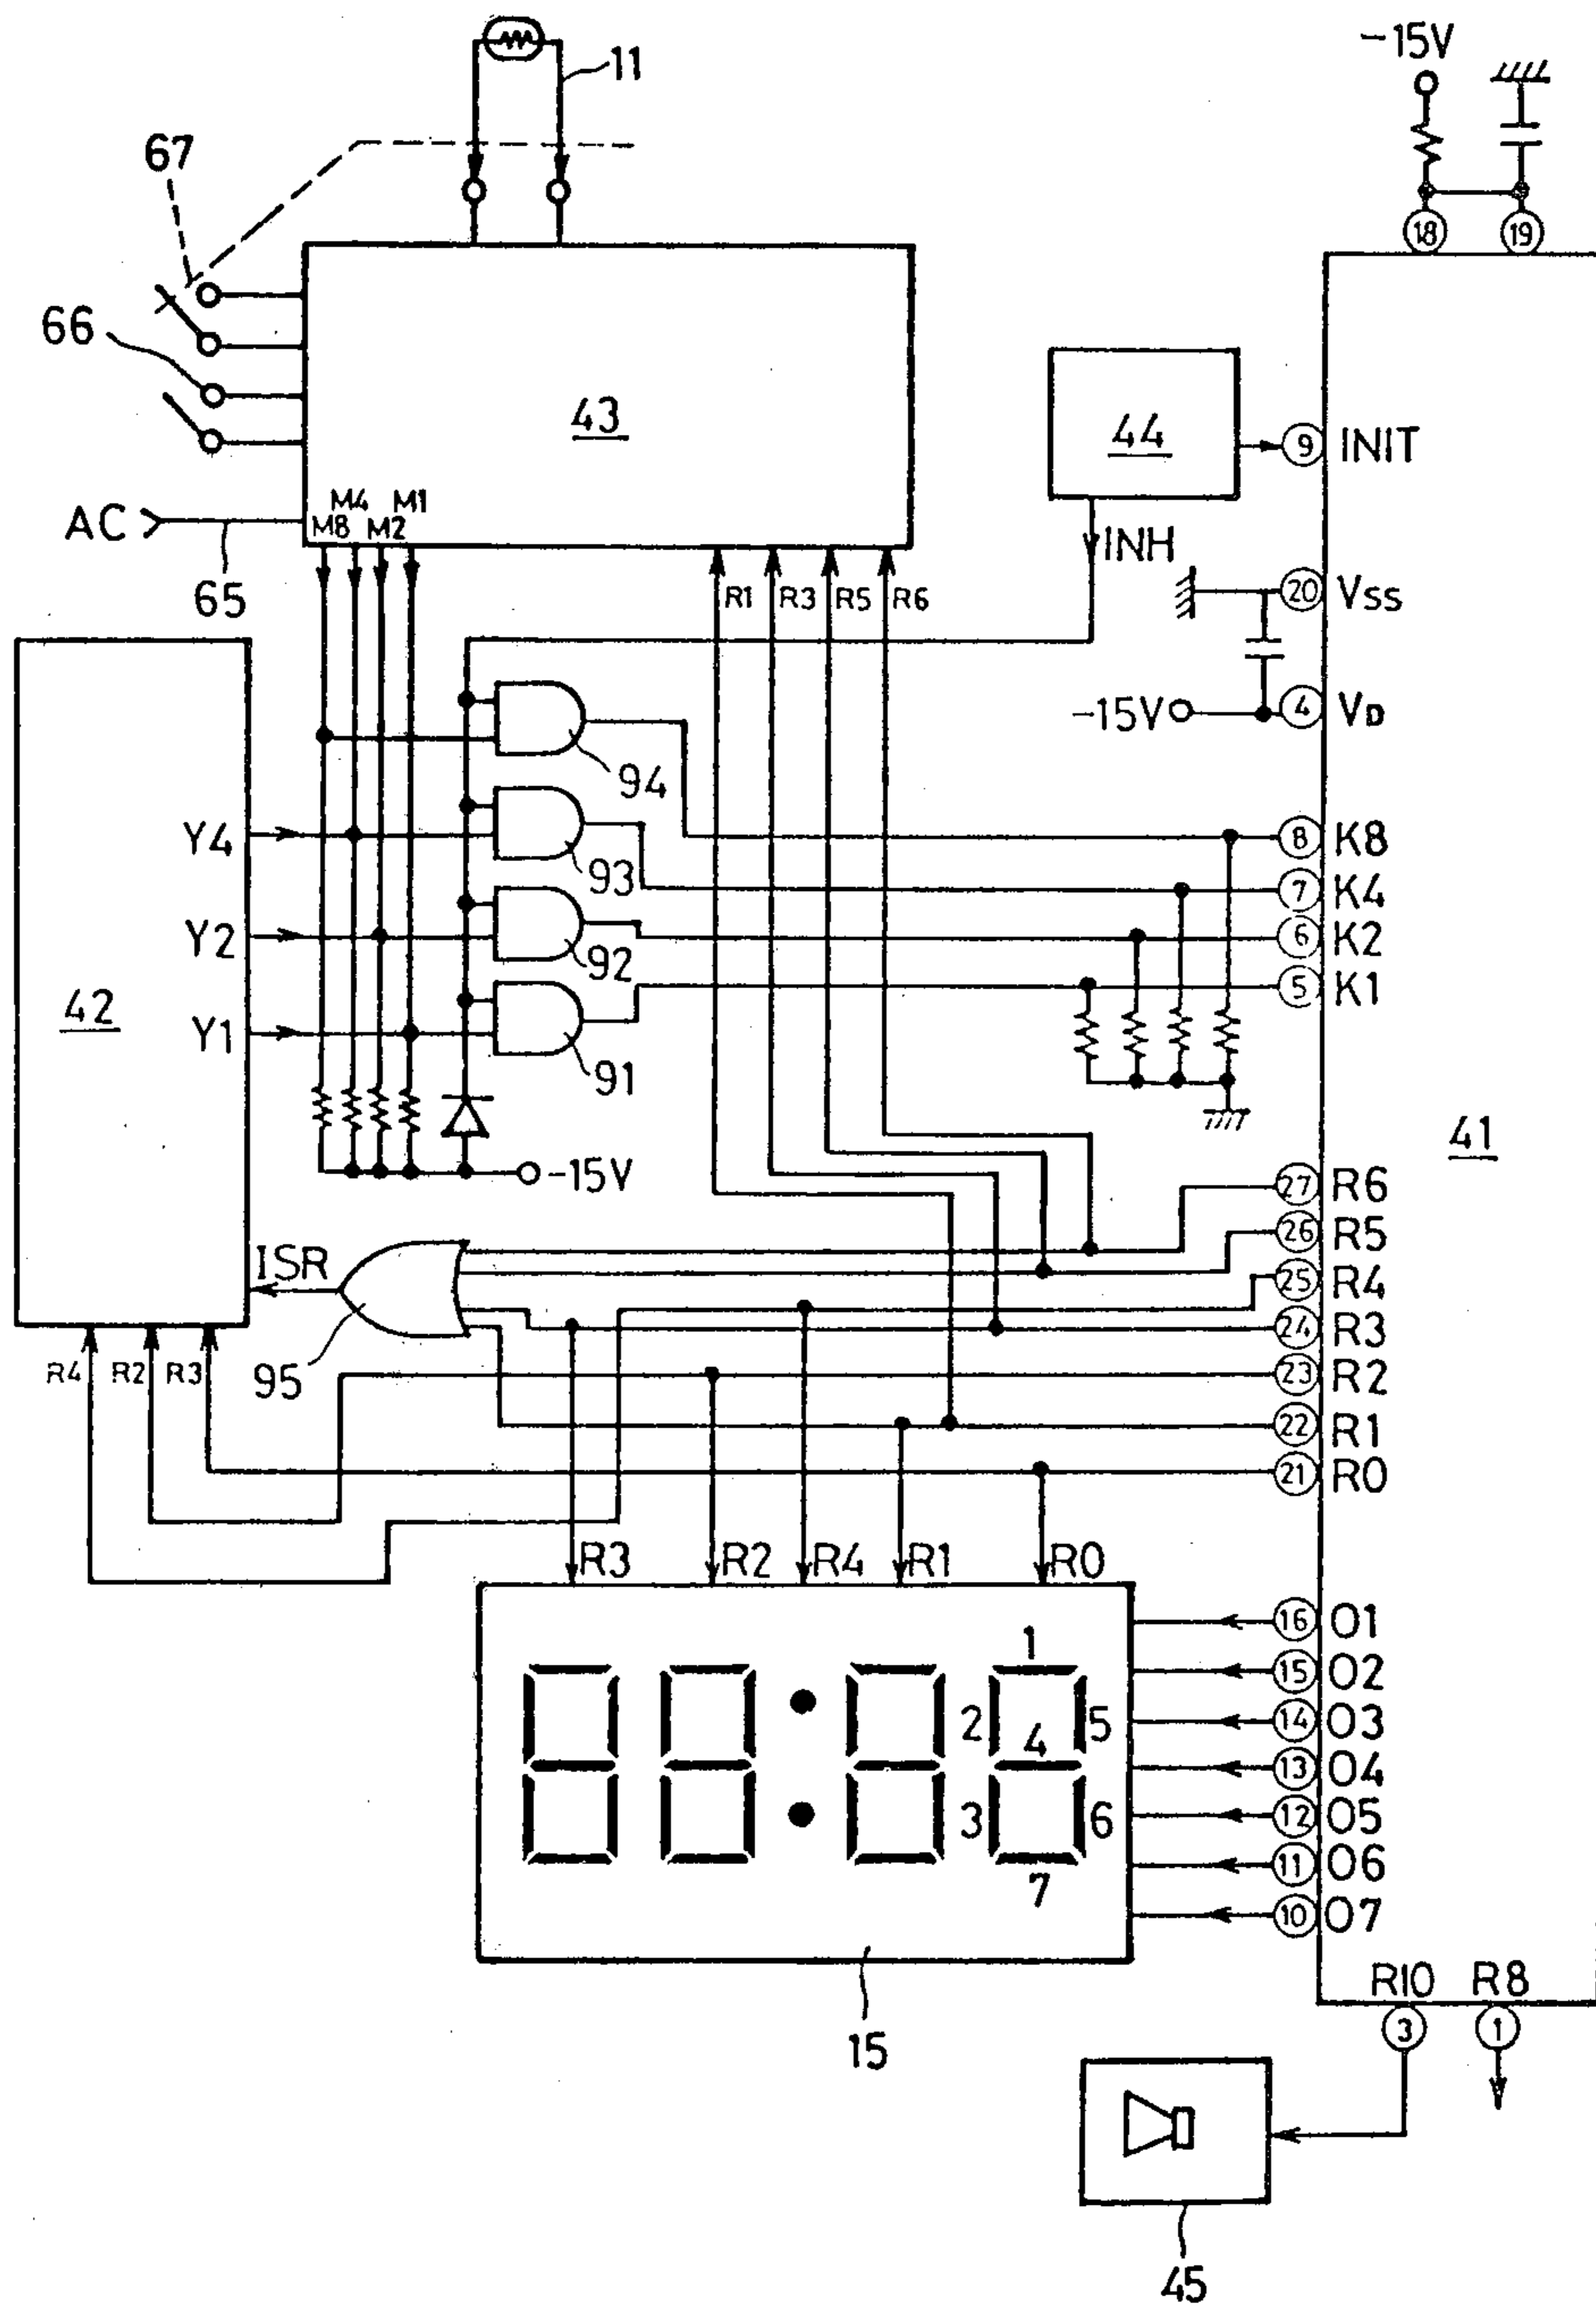 -15V
11
67
18 19
66
43
44
9 INIT
AC
M8 M4 M2 M1
65
INH
R1 R3 R5 R6
20 Vss
-15V 4 VD
94
8 K8
Y4
93
7 K4
Y2
92
6 K2
42
5 K1
Y1
91
41
-15V
27 R6
26 R5
ISR
25 R4
24 R3
R4 R2 R3
95
23 R2
22 R1
21 R0
R3 R2 R4 R1 R0
16 O1
1
15 O2
2 5
14 O3
4
13 O4
3 6
12 O5
11 O6
7
10 O7
R10 R8
15
3 1
45